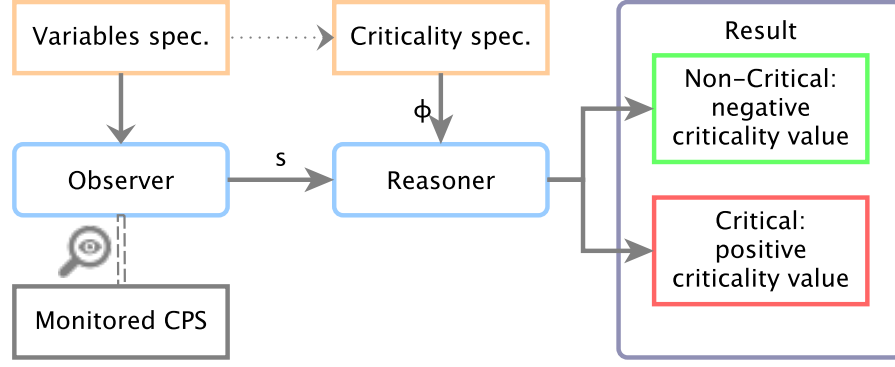 Variables spec.
Criticality spec.
Result
Non-Critical:
negative
criticality value
ϕ
s
Observer
Reasoner
Critical:
positive
criticality value
Monitored CPS